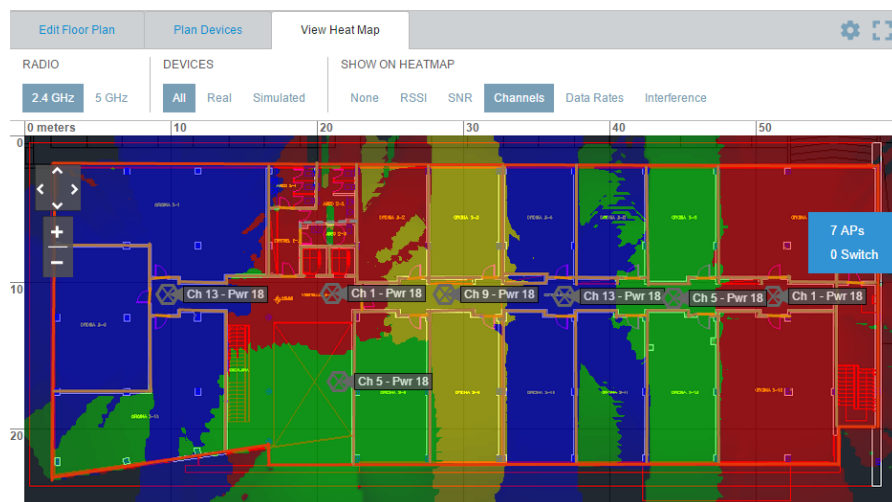 Edit Floor Plan Plan Devices View Heat Map
RADIO DEVICES SHOW ON HEATMAP
2.4 GHz 5 GHz All Real Simulated None RSSI SNR Channels Data Rates Interference
0 meters 10 20 30 40 50
0
7 APs
0 Switch
10
Ch 13 - Pwr 18 Ch 1 - Pwr 18 Ch 9 - Pwr 18 Ch 13 - Pwr 18 Ch 5 - Pwr 18 Ch 1 - Pwr 18
Ch 5 - Pwr 18
20